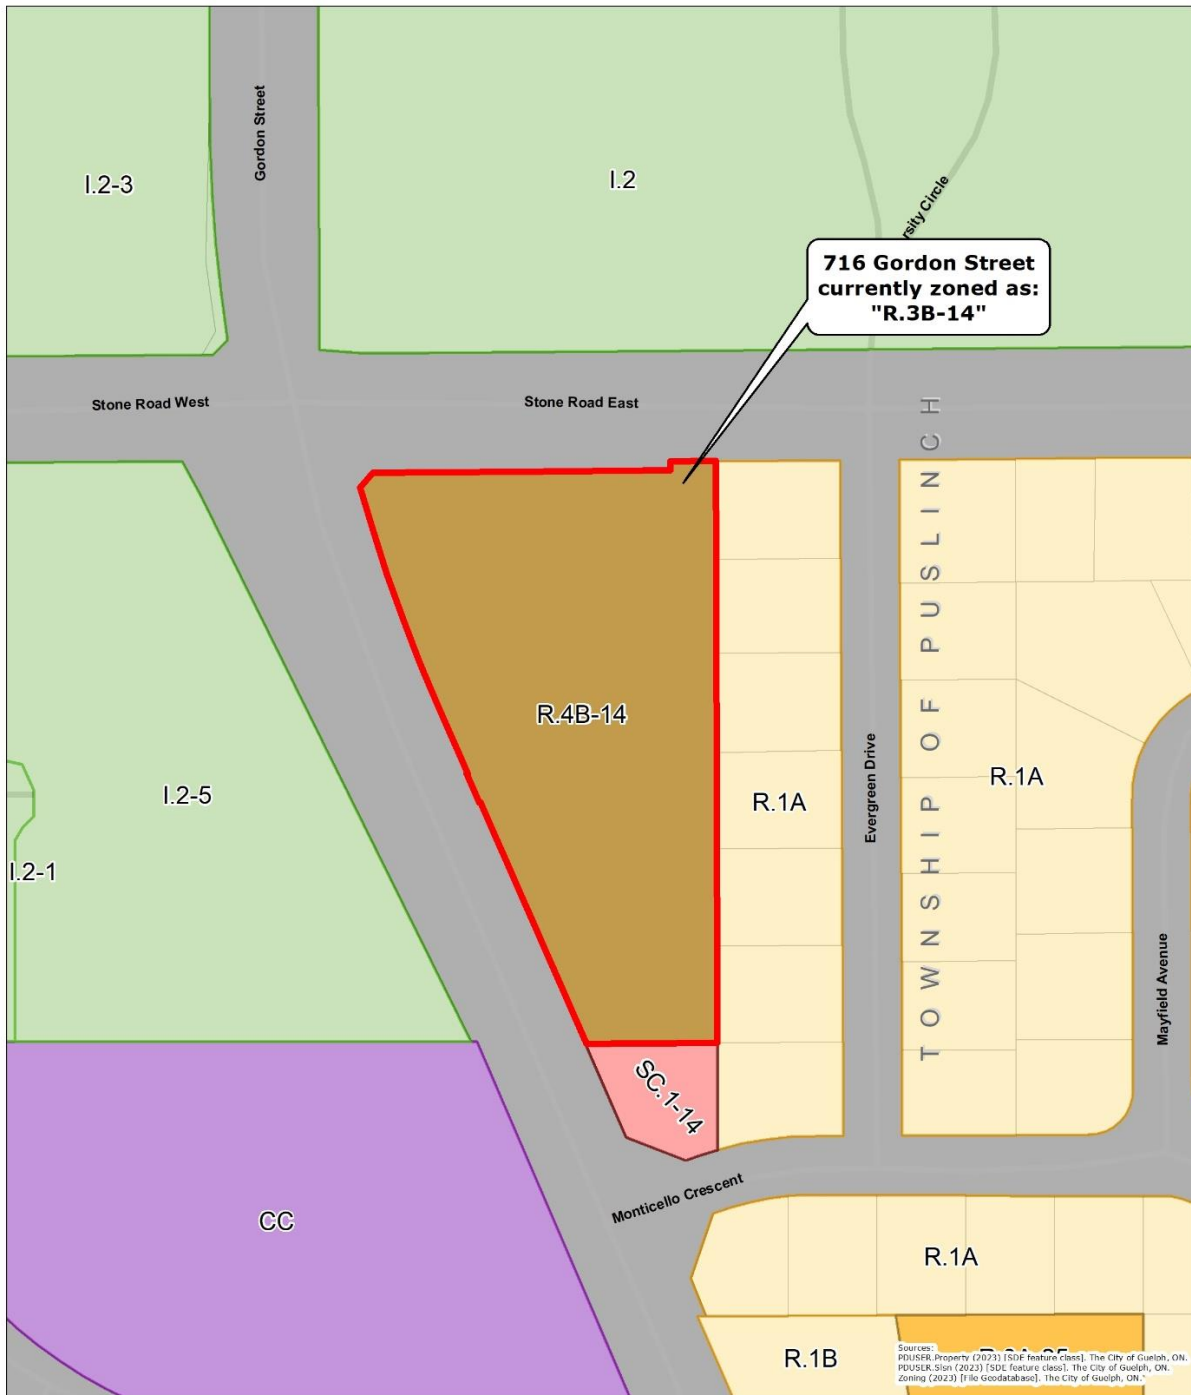 Gordon Street
I.2-3
I.2
rsity Circle
716 Gordon Street
currently zoned as:
"R.3B-14"
Stone Road West
Stone Road East
TOWNSHIP OF PUSLINCH
R.4B-14
Evergreen Drive
R.1A
R.1A
I.2-5
I.2-1
Mayfield Avenue
SC.1-14
Monticello Crescent
CC
R.1A
R.1B
Sources:
PDUSER.Property (2023) [SDE feature class]. The City of Guelph, ON.
PDUSER.Slsn (2023) [SDE feature class]. The City of Guelph, ON.
Zoning (2023) [File Geodatabase]. The City of Guelph, ON.